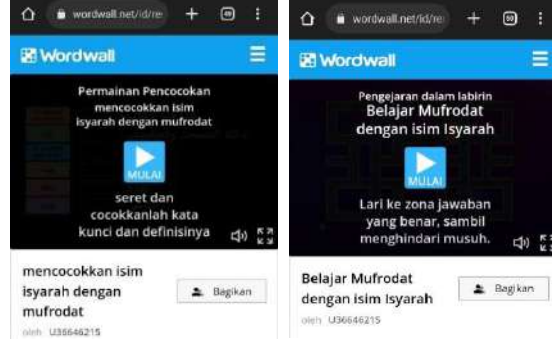 wordwall.net/id/re
Wordwall
Permainan Pencocokan
mencocokkan isim
isyarah dengan mufrodat
MULAI
seret dan
cocokkanlah kata
kunci dan definisinya
mencocokkan isim
isyarah dengan
mufrodat
Bagikan
oleh U36646215
wordwall.net/id/re
Wordwall
Pengejaran dalam labirin
Belajar Mufrodat
dengan isim Isyarah
MULAI
Lari ke zona jawaban
yang benar, sambil
menghindari musuh.
Belajar Mufrodat
dengan isim Isyarah
Bagikan
oleh U36646215